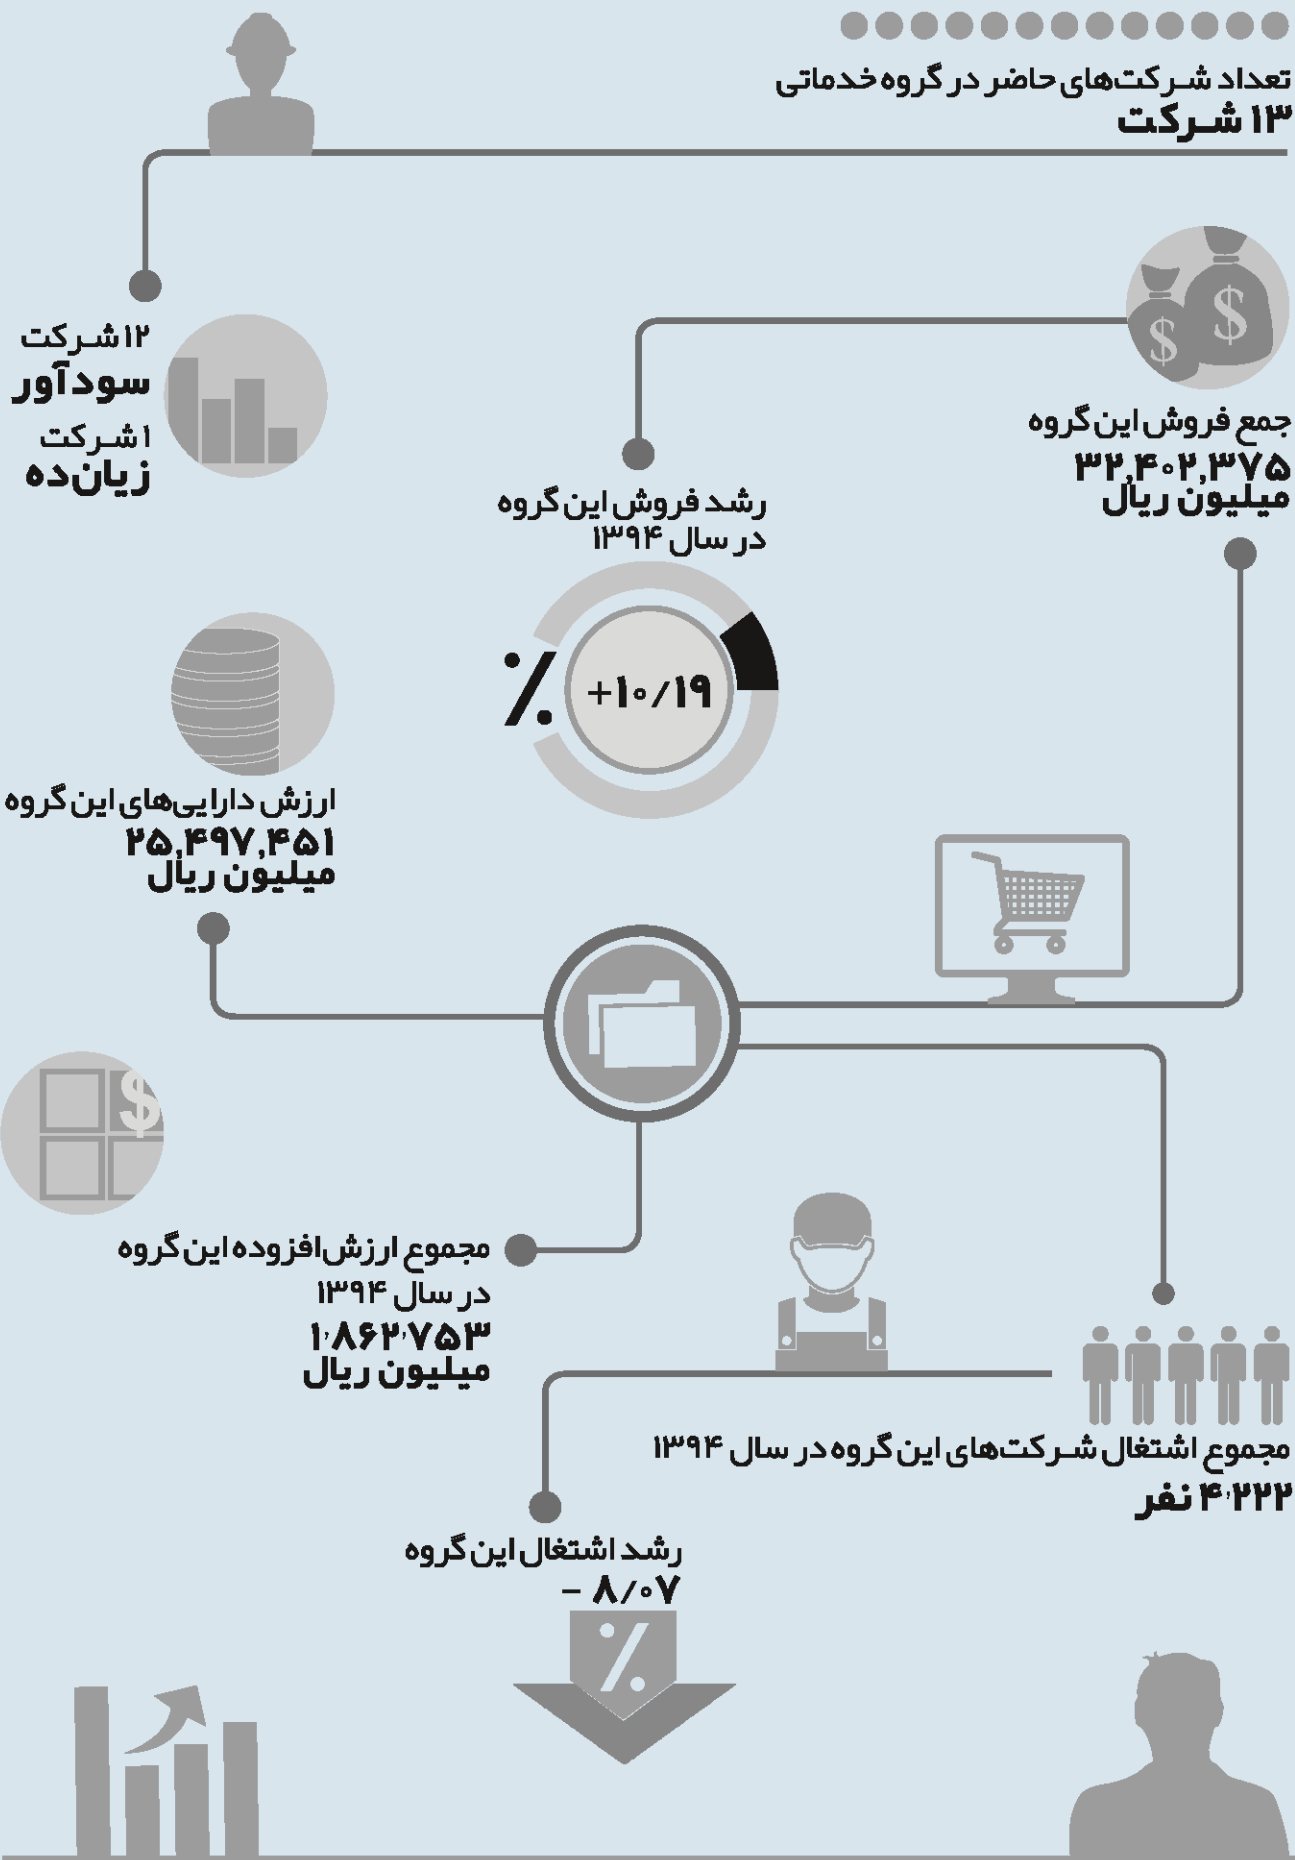 تعداد شرکت‌های حاضر در گروه خدماتی
۱۳ شرکت
۱۲ شرکت
سودآور
۱ شرکت
زیان‌ده
جمع فروش این گروه
۳۲,۴۰۲,۳۷۵
میلیون ریال
رشد فروش این گروه
در سال ۱۳۹۴
+۱۰/۱۹
٪
ارزش دارایی‌های این گروه
۲۵,۴۹۷,۴۵۱
میلیون ریال
$
$
$
مجموع ارزش‌افزوده این گروه
در سال ۱۳۹۴
۱,۸۶۲,۷۵۳
میلیون ریال
مجموع اشتغال شرکت‌های این گروه در سال ۱۳۹۴
۴,۲۲۲ نفر
رشد اشتغال این گروه
- ۸/۰۷
٪